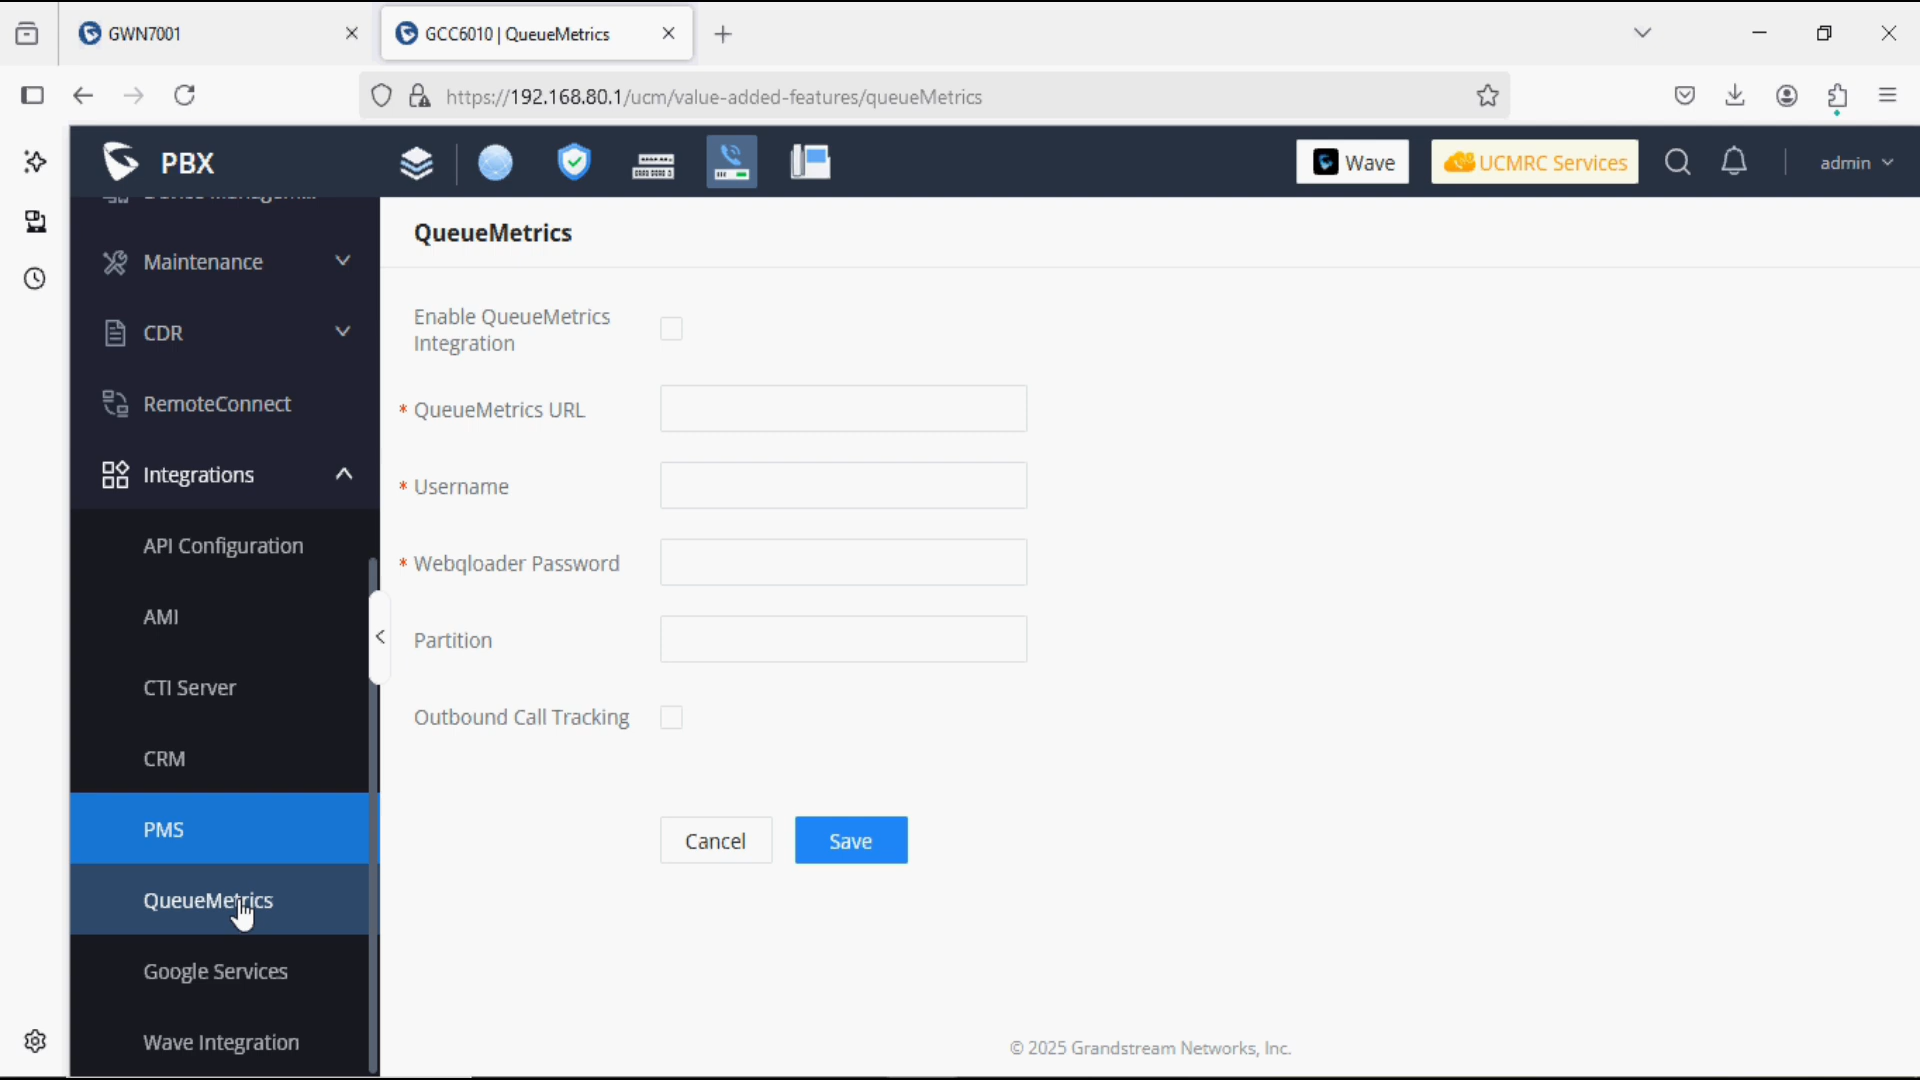 GWN7001
GCC6010 | QueueMetrics
https://192.168.80.1/ucm/value-added-features/queueMetrics
PBX
Wave
UCMRC Services
admin
Maintenance
CDR
RemoteConnect
Integrations
API Configuration
AMI
CTI Server
CRM
PMS
QueueMetrics
Google Services
Wave Integration
QueueMetrics
Enable QueueMetrics
Integration
* QueueMetrics URL
* Username
* Webqloader Password
Partition
Outbound Call Tracking
Cancel
Save
© 2025 Grandstream Networks, Inc.